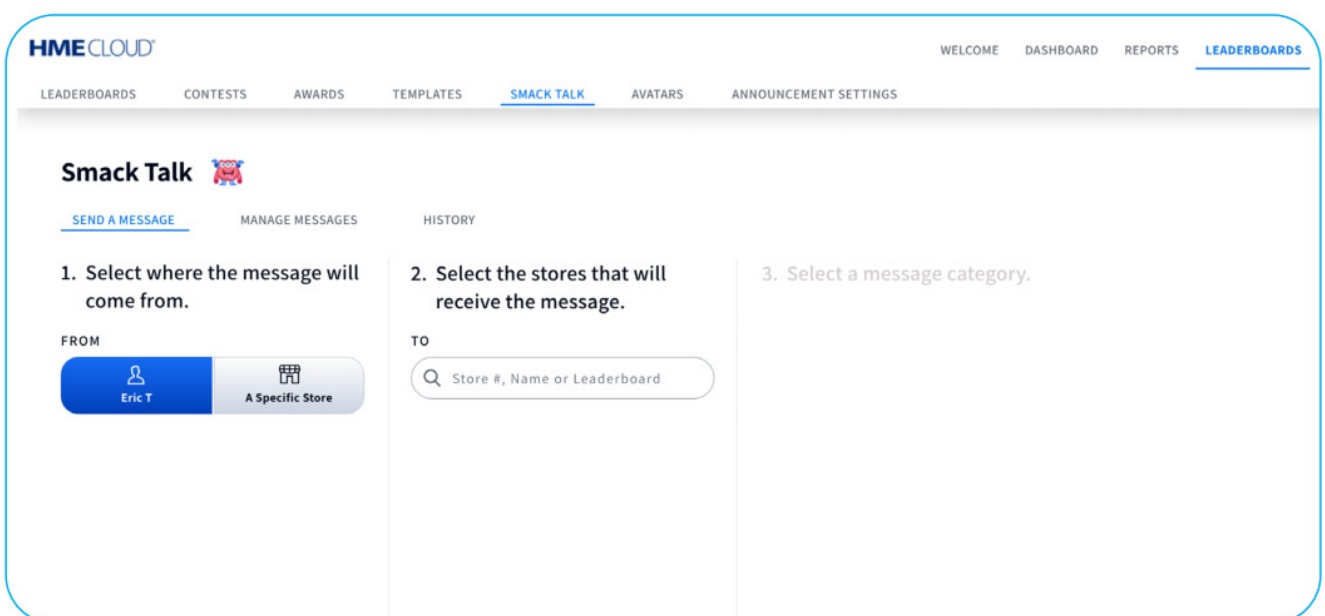 HME CLOUD®
WELCOME DASHBOARD REPORTS LEADERBOARDS
LEADERBOARDS CONTESTS AWARDS TEMPLATES SMACK TALK AVATARS ANNOUNCEMENT SETTINGS
Smack Talk
SEND A MESSAGE MANAGE MESSAGES HISTORY
1. Select where the message will
come from.
FROM
Eric T
A Specific Store
2. Select the stores that will
receive the message.
TO
Store #, Name or Leaderboard
3. Select a message category.